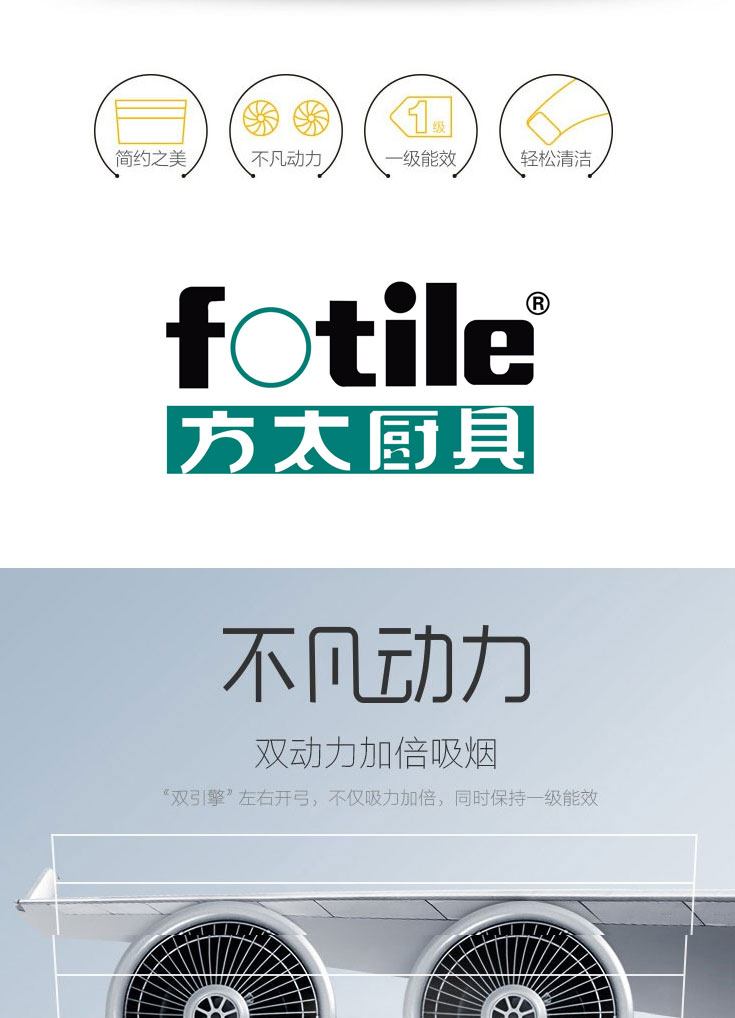 1级
简约之美
不凡动力
一级能效
轻松清洁
fotile®
方太厨具
不凡动力
双动力加倍吸烟
“双引擎”左右开弓，不仅吸力加倍，同时保持一级能效